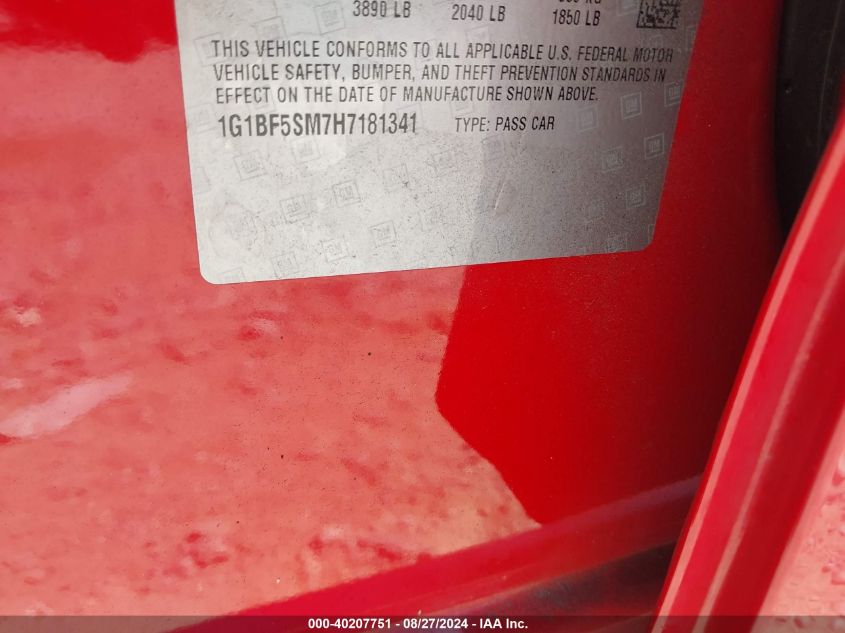 3890 LB 2040 LB 1850 LB
THIS VEHICLE CONFORMS TO ALL APPLICABLE U.S. FEDERAL MOTOR
VEHICLE SAFETY, BUMPER, AND THEFT PREVENTION STANDARDS IN
EFFECT ON THE DATE OF MANUFACTURE SHOWN ABOVE.
1G1BF5SM7H7181341 TYPE: PASS CAR
000-40207751 - 08/27/2024 - IAA Inc.